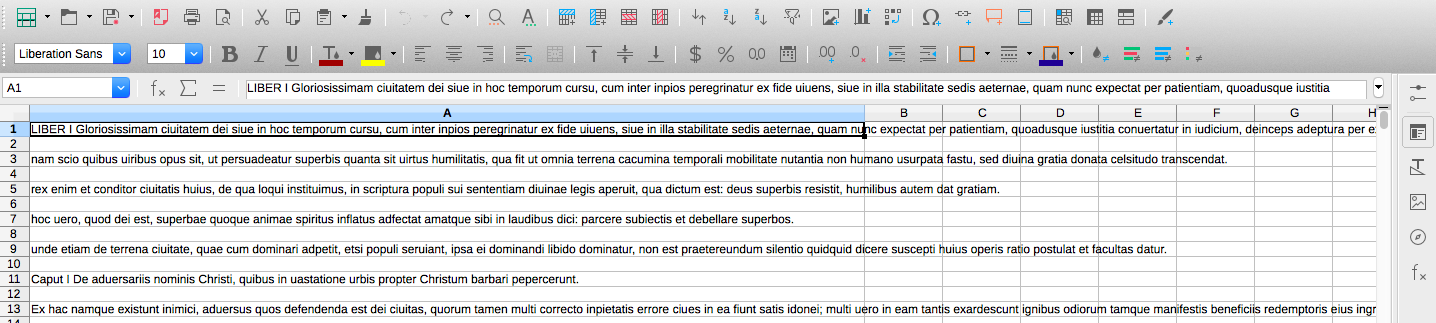 Liberation Sans 10
A1 LIBER I Gloriosissimam ciuitatem dei siue in hoc temporum cursu, cum inter inpios peregrinatur ex fide uiuens, siue in illa stabilitate sedis aeternae, quam nunc expectat per patientiam, quoadusque iustitia
A B C D E F G H
1 LIBER I Gloriosissimam ciuitatem dei siue in hoc temporum cursu, cum inter inpios peregrinatur ex fide uiuens, siue in illa stabilitate sedis aeternae, quam nunc expectat per patientiam, quoadusque iustitia conuertatur in iudicium, deinceps adeptura per
2
3 nam scio quibus uiribus opus sit, ut persuadeatur superbis quanta sit uirtus humilitatis, qua fit ut omnia terrena cacumina temporali mobilitate nutantia non humano usurpata fastu, sed diuina gratia donata celsitudo transcendat.
4
5 rex enim et conditor ciuitatis huius, de qua loqui instituimus, in scriptura populi sui sententiam diuinae legis aperuit, qua dictum est: deus superbis resistit, humilibus autem dat gratiam.
6
7 hoc uero, quod dei est, superbae quoque animae spiritus inflatus adfectat amatque sibi in laudibus dici: parcere subiectis et debellare superbos.
8
9 unde etiam de terrena ciuitate, quae cum dominari adpetit, etsi populi seruiant, ipsa ei dominandi libido dominatur, non est praetereundum silentio quidquid dicere suscepti huius operis ratio postulat et facultas datur.
10
11 Caput I De aduersariis nominis Christi, quibus in uastatione urbis propter Christum barbari pepercerunt.
12
13 Ex hac namque existunt inimici, aduersus quos defendenda est dei ciuitas, quorum tamen multi correcto inpietatis errore ciues in ea fiunt satis idonei; multi uero in eam tantis exardescunt ignibus odiorum tamque manifestis beneficiis redemptoris eius